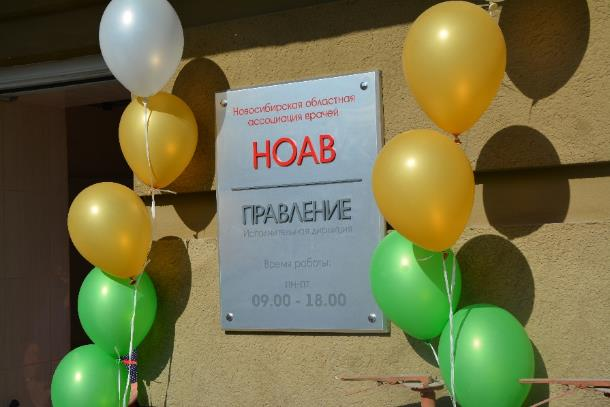 Новосибирская областная
ассоциация врачей
НОАВ
ПРАВЛЕНИЕ
Исполнительная дирекция
Время работы:
пн-пт
09.00 - 18.00